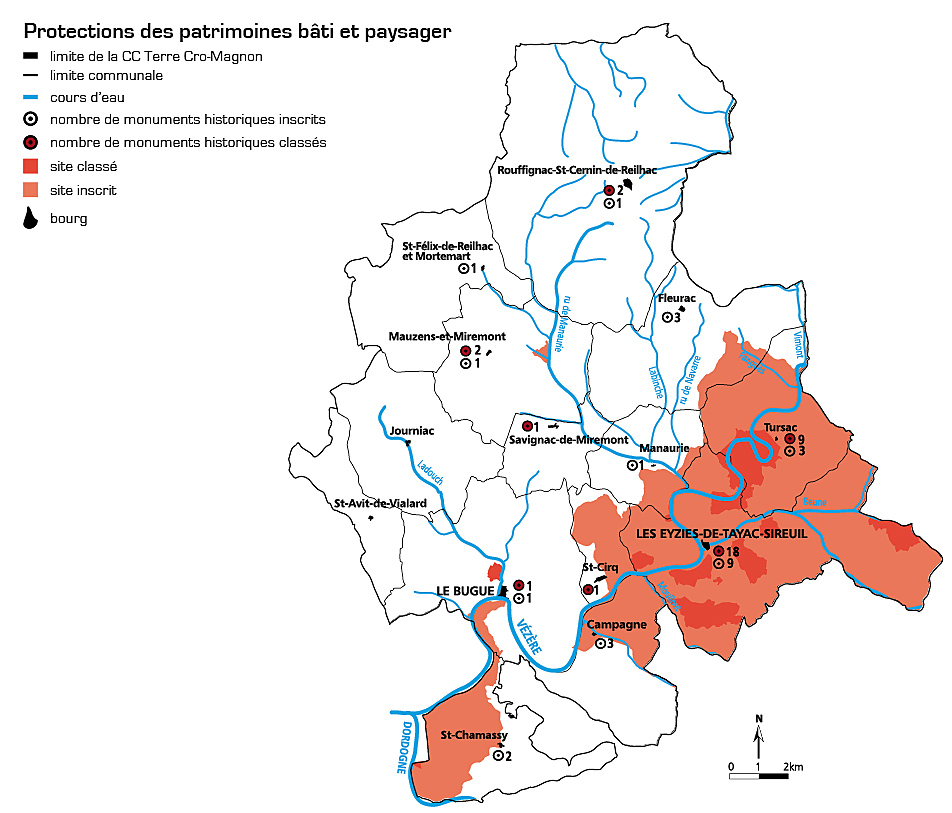 Protections des patrimoines bâti et paysager
limite de la CC Terre Cro-Magnon
limite communale
cours d'eau
nombre de monuments historiques inscrits
nombre de monuments historiques classés
site classé
site inscrit
bourg
Rouffignac-St-Cernin-de-Reilhac
2
1
St-Félix-de-Reilhac
et Mortemart
1
Fleurac
3
ru de Manaurie
Mauzens-et-Miremont
2
1
Vimont
Labinche
ru de Navarre
1
Savignac-de-Miremont
Journiac
Ladouch
Manaurie
1
Tursac
9
3
St-Avit-de-Vialard
Beune
LES EYZIES-DE-TAYAC-SIREUIL
18
9
St-Cirq
1
LE BUGUE
1
1
VÉZÈRE
Campagne
3
DORDOGNE
St-Chamassy
2
N
0 1 2km